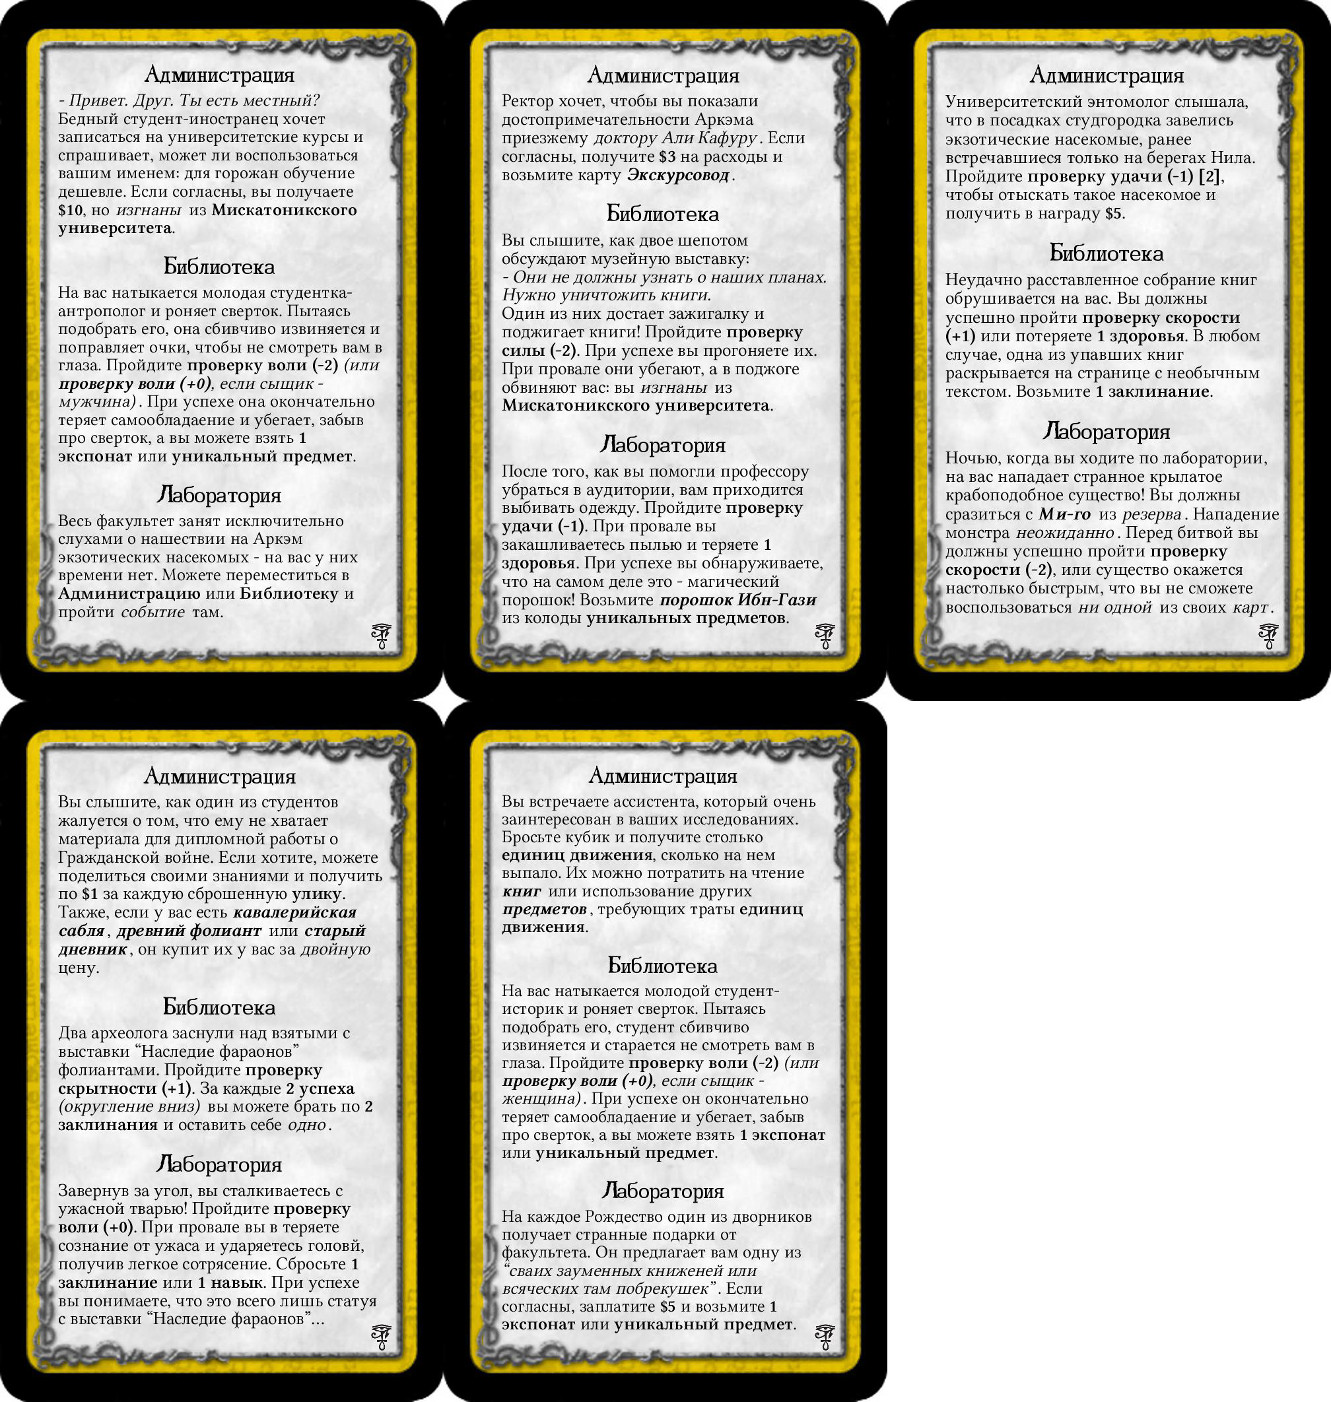 Администрация
- Привет. Друг. Ты есть местный?
Бедный студент-иностранец хочет
записаться на университетские курсы и
спрашивает, может ли воспользоваться
вашим именем: для горожан обучение
дешевле. Если согласны, вы получаете
$10, но изгнаны из Мискатоникского
университета.
Библиотека
На вас натыкается молодая студентка-
антрополог и роняет сверток. Пытаясь
подобрать его, она сбивчиво извиняется и
поправляет очки, чтобы не смотреть вам в
глаза. Пройдите проверку воли (-2) (или
проверку воли (+0), если сыщик -
мужчина). При успехе она окончательно
теряет самообладаение и убегает, забыв
про сверток, а вы можете взять 1
экспонат или уникальный предмет.
Лаборатория
Весь факультет занят исключительно
слухами о нашествии на Аркэм
экзотических насекомых - на вас у них
времени нет. Можете переместиться в
Администрацию или Библиотеку и
пройти событие там.
Администрация
Ректор хочет, чтобы вы показали
достопримечательности Аркэма
приезжему доктору Али Кафуру. Если
согласны, получите $3 на расходы и
возьмите карту Экскурсовод.
Библиотека
Вы слышите, как двое шепотом
обсуждают музейную выставку:
- Они не должны узнать о наших планах.
Нужно уничтожить книги.
Один из них достает зажигалку и
поджигает книги! Пройдите проверку
силы (-2). При успехе вы прогоняете их.
При провале они убегают, а в поджоге
обвиняют вас: вы изгнаны из
Мискатоникского университета.
Лаборатория
После того, как вы помогли профессору
убраться в аудитории, вам приходится
выбивать одежду. Пройдите проверку
удачи (-1). При провале вы
закашливаетесь пылью и теряете 1
здоровья. При успехе вы обнаруживаете,
что на самом деле это - магический
порошок! Возьмите порошок Ибн-Гази
из колоды уникальных предметов.
Администрация
Университетский энтомолог слышала,
что в посадках студгородка завелись
экзотические насекомые, ранее
встречавшиеся только на берегах Нила.
Пройдите проверку удачи (-1) [2],
чтобы отыскать такое насекомое и
получить в награду $5.
Библиотека
Неудачно расставленное собрание книг
обрушивается на вас. Вы должны
успешно пройти проверку скорости
(+1) или потеряете 1 здоровья. В любом
случае, одна из упавших книг
раскрывается на странице с необычным
текстом. Возьмите 1 заклинание.
Лаборатория
Ночью, когда вы ходите по лаборатории,
на вас нападает странное крылатое
крабоподобное существо! Вы должны
сразиться с Ми-го из резерва. Нападение
монстра неожиданно. Перед битвой вы
должны успешно пройти проверку
скорости (-2), или существо окажется
настолько быстрым, что вы не сможете
воспользоваться ни одной из своих карт.
Администрация
Вы слышите, как один из студентов
жалуется о том, что ему не хватает
материала для дипломной работы о
Гражданской войне. Если хотите, можете
поделиться своими знаниями и получить
по $1 за каждую сброшенную улику.
Также, если у вас есть кавалерийская
сабля, древний фолиант или старый
дневник, он купит их у вас за двойную
цену.
Библиотека
Два археолога заснули над взятыми с
выставки “Наследие фараонов”
фолиантами. Пройдите проверку
скрытности (+1). За каждые 2 успеха
(округление вниз) вы можете брать по 2
заклинания и оставить себе одно.
Лаборатория
Завернув за угол, вы сталкиваетесь с
ужасной тварью! Пройдите проверку
воли (+0). При провале вы в теряете
сознание от ужаса и ударяетесь головй,
получив легкое сотрясение. Сбросьте 1
заклинание или 1 навык. При успехе
вы понимаете, что это всего лишь статуя
с выставки “Наследие фараонов”...
Администрация
Вы встречаете ассистента, который очень
заинтересован в ваших исследованиях.
Бросьте кубик и получите столько
единиц движения, сколько на нем
выпало. Их можно потратить на чтение
книг или использование других
предметов, требующих траты единиц
движения.
Библиотека
На вас натыкается молодой студент-
историк и роняет сверток. Пытаясь
подобрать его, студент сбивчиво
извиняется и старается не смотреть вам в
глаза. Пройдите проверку воли (-2) (или
проверку воли (+0), если сыщик -
женщина). При успехе он окончательно
теряет самообладаение и убегает, забыв
про сверток, а вы можете взять 1 экспонат
или уникальный предмет.
Лаборатория
На каждое Рождество один из дворников
получает странные подарки от
факультета. Он предлагает вам одну из
“сваих зауменных книженей или
всяческих там побрекушек”. Если
согласны, заплатите $5 и возьмите 1
экспонат или уникальный предмет.